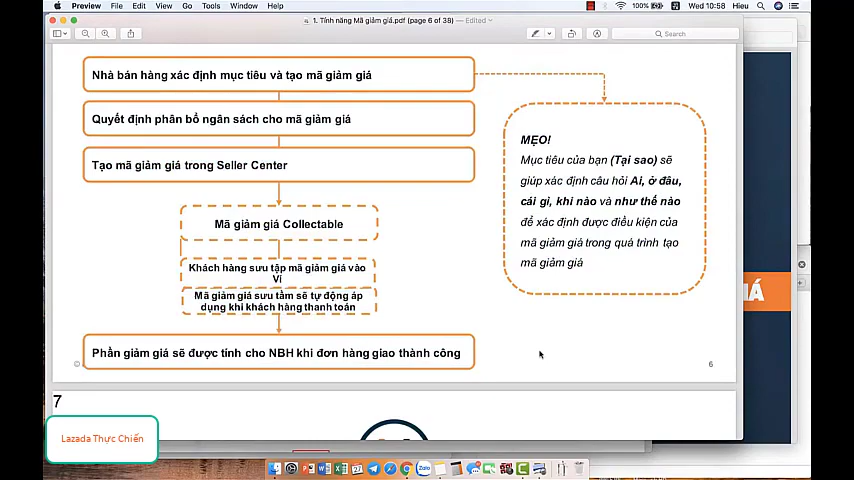 Preview File Edit View Go Tools Window Help
100% Wed 10:58 Hieu
1. Tính năng Mã giảm giá.pdf (page 6 of 38) — Edited
Search
Nhà bán hàng xác định mục tiêu và tạo mã giảm giá
Quyết định phân bổ ngân sách cho mã giảm giá
Tạo mã giảm giá trong Seller Center
Mã giảm giá Collectable
Khách hàng sưu tập mã giảm giá vào
Ví
Mã giảm giá sưu tầm sẽ tự động áp
dụng khi khách hàng thanh toán
Phần giảm giá sẽ được tính cho NBH khi đơn hàng giao thành công
MẸO!
Mục tiêu của bạn (Tại sao) sẽ
giúp xác định câu hỏi Ai, ở đâu,
cái gì, khi nào và như thế nào
để xác định được điều kiện của
mã giảm giá trong quá trình tạo
mã giảm giá
IÁ
©
6
7
Lazada Thực Chiến
Zalo